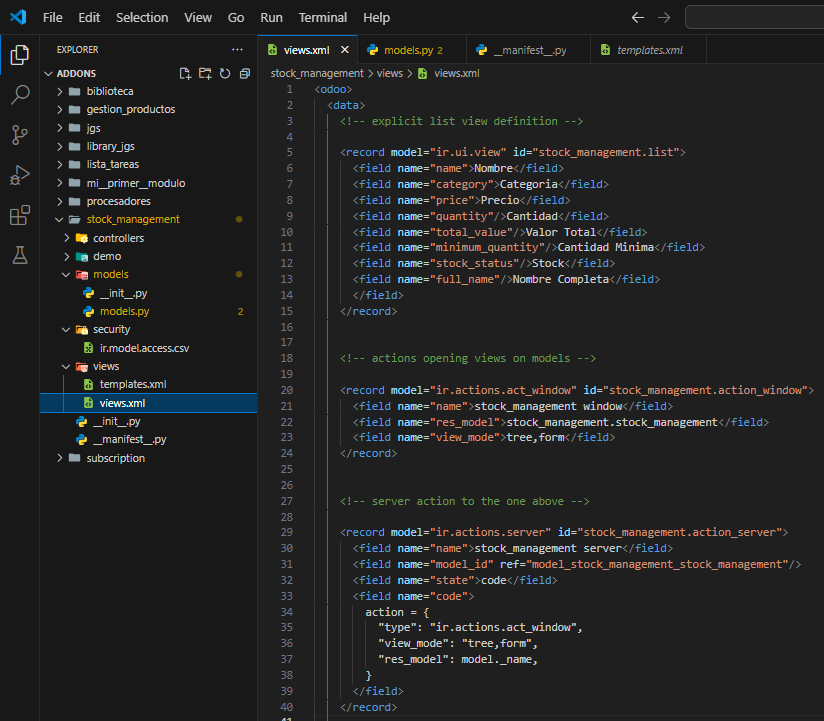 File Edit Selection View Go Run Terminal Help
EXPLORER
ADDONS
biblioteca
gestion_productos
jgs
library_jgs
lista_tareas
mi__primer__modulo
procesadores
stock_management
controllers
demo
models
__init__.py
models.py 2
security
ir.model.access.csv
views
templates.xml
views.xml
__init__.py
__manifest__.py
subscription
views.xml models.py 2 __manifest__.py templates.xml
stock_management > views > views.xml
1 <odoo>
2 <data>
3 <!-- explicit list view definition -->
4
5 <record model="ir.ui.view" id="stock_management.list">
6 <field name="name">Nombre</field>
7 <field name="category">Categoria</field>
8 <field name="price">Precio</field>
9 <field name="quantity"/>Cantidad</field>
10 <field name="total_value"/>Valor Total</field>
11 <field name="minimum_quantity"/>Cantidad Minima</field>
12 <field name="stock_status"/>Stock</field>
13 <field name="full_name"/>Nombre Completa</field>
14 </field>
15 </record>
16
17
18 <!-- actions opening views on models -->
19
20 <record model="ir.actions.act_window" id="stock_management.action_window">
21 <field name="name">stock_management window</field>
22 <field name="res_model">stock_management.stock_management</field>
23 <field name="view_mode">tree,form</field>
24 </record>
25
26
27 <!-- server action to the one above -->
28
29 <record model="ir.actions.server" id="stock_management.action_server">
30 <field name="name">stock_management server</field>
31 <field name="model_id" ref="model_stock_management_stock_management"/>
32 <field name="state">code</field>
33 <field name="code">
34 action = {
35 "type": "ir.actions.act_window",
36 "view_mode": "tree,form",
37 "res_model": model._name,
38 }
39 </field>
40 </record>
41